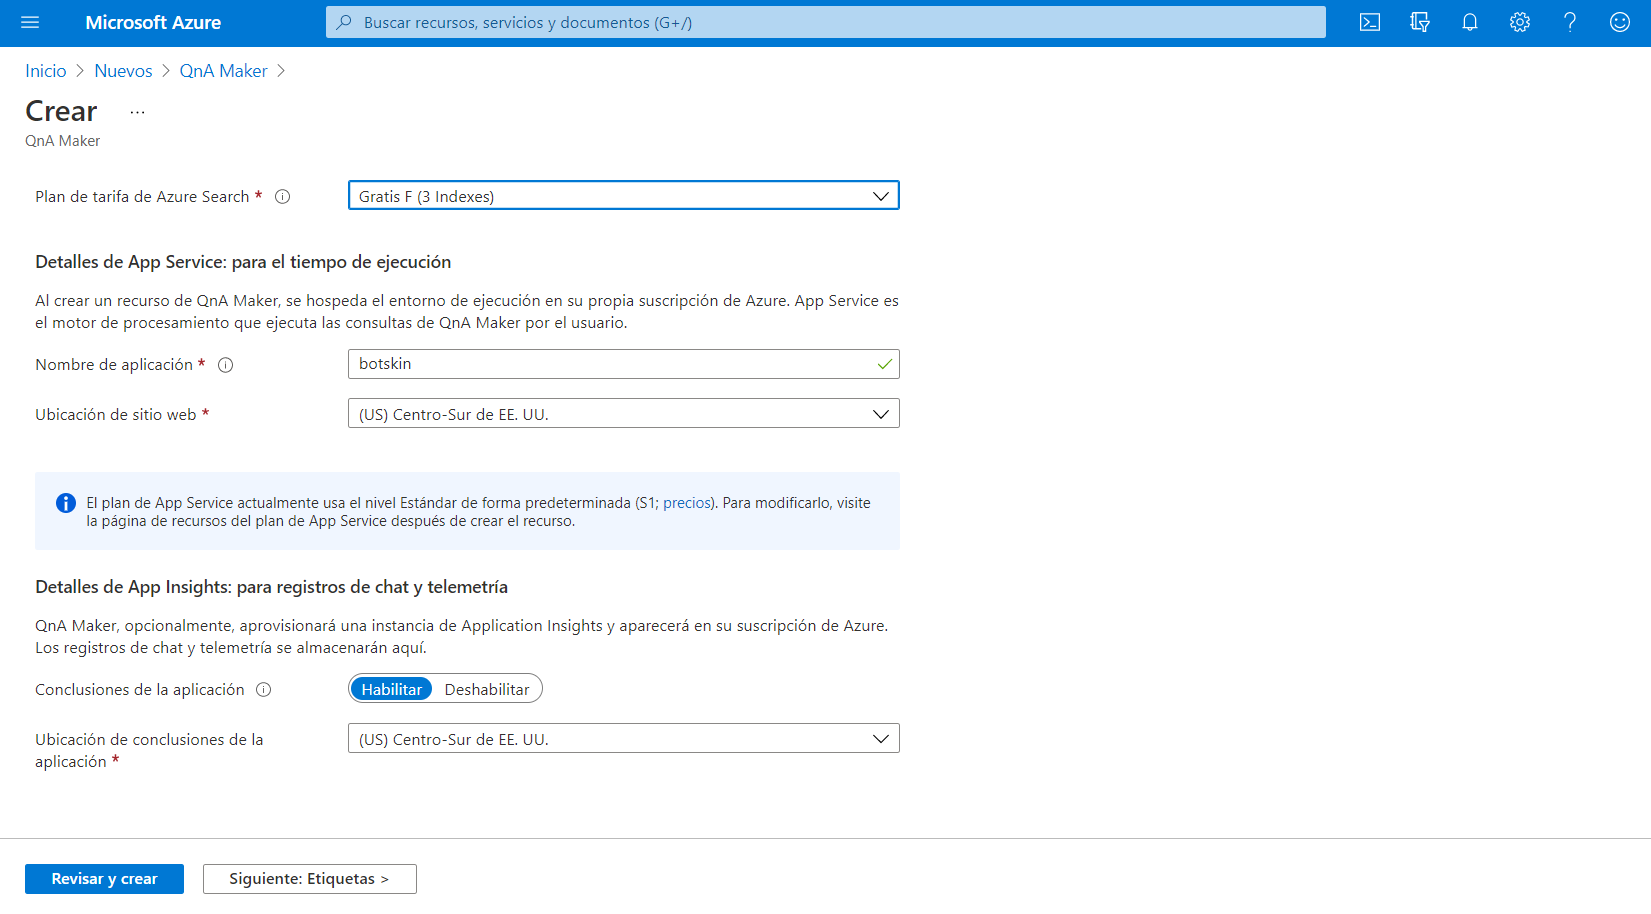 Microsoft Azure
Buscar recursos, servicios y documentos (G+/)
Inicio > Nuevos > QnA Maker >
Crear ...
QnA Maker
Plan de tarifa de Azure Search *
Gratis F (3 Indexes)
Detalles de App Service: para el tiempo de ejecución
Al crear un recurso de QnA Maker, se hospeda el entorno de ejecución en su propia suscripción de Azure. App Service es
el motor de procesamiento que ejecuta las consultas de QnA Maker por el usuario.
Nombre de aplicación *
botskin
Ubicación de sitio web *
(US) Centro-Sur de EE. UU.
El plan de App Service actualmente usa el nivel Estándar de forma predeterminada (S1; precios). Para modificarlo, visite
la página de recursos del plan de App Service después de crear el recurso.
Detalles de App Insights: para registros de chat y telemetría
QnA Maker, opcionalmente, aprovisionará una instancia de Application Insights y aparecerá en su suscripción de Azure.
Los registros de chat y telemetría se almacenarán aquí.
Conclusiones de la aplicación
Habilitar Deshabilitar
Ubicación de conclusiones de la
aplicación *
(US) Centro-Sur de EE. UU.
Revisar y crear
Siguiente: Etiquetas >